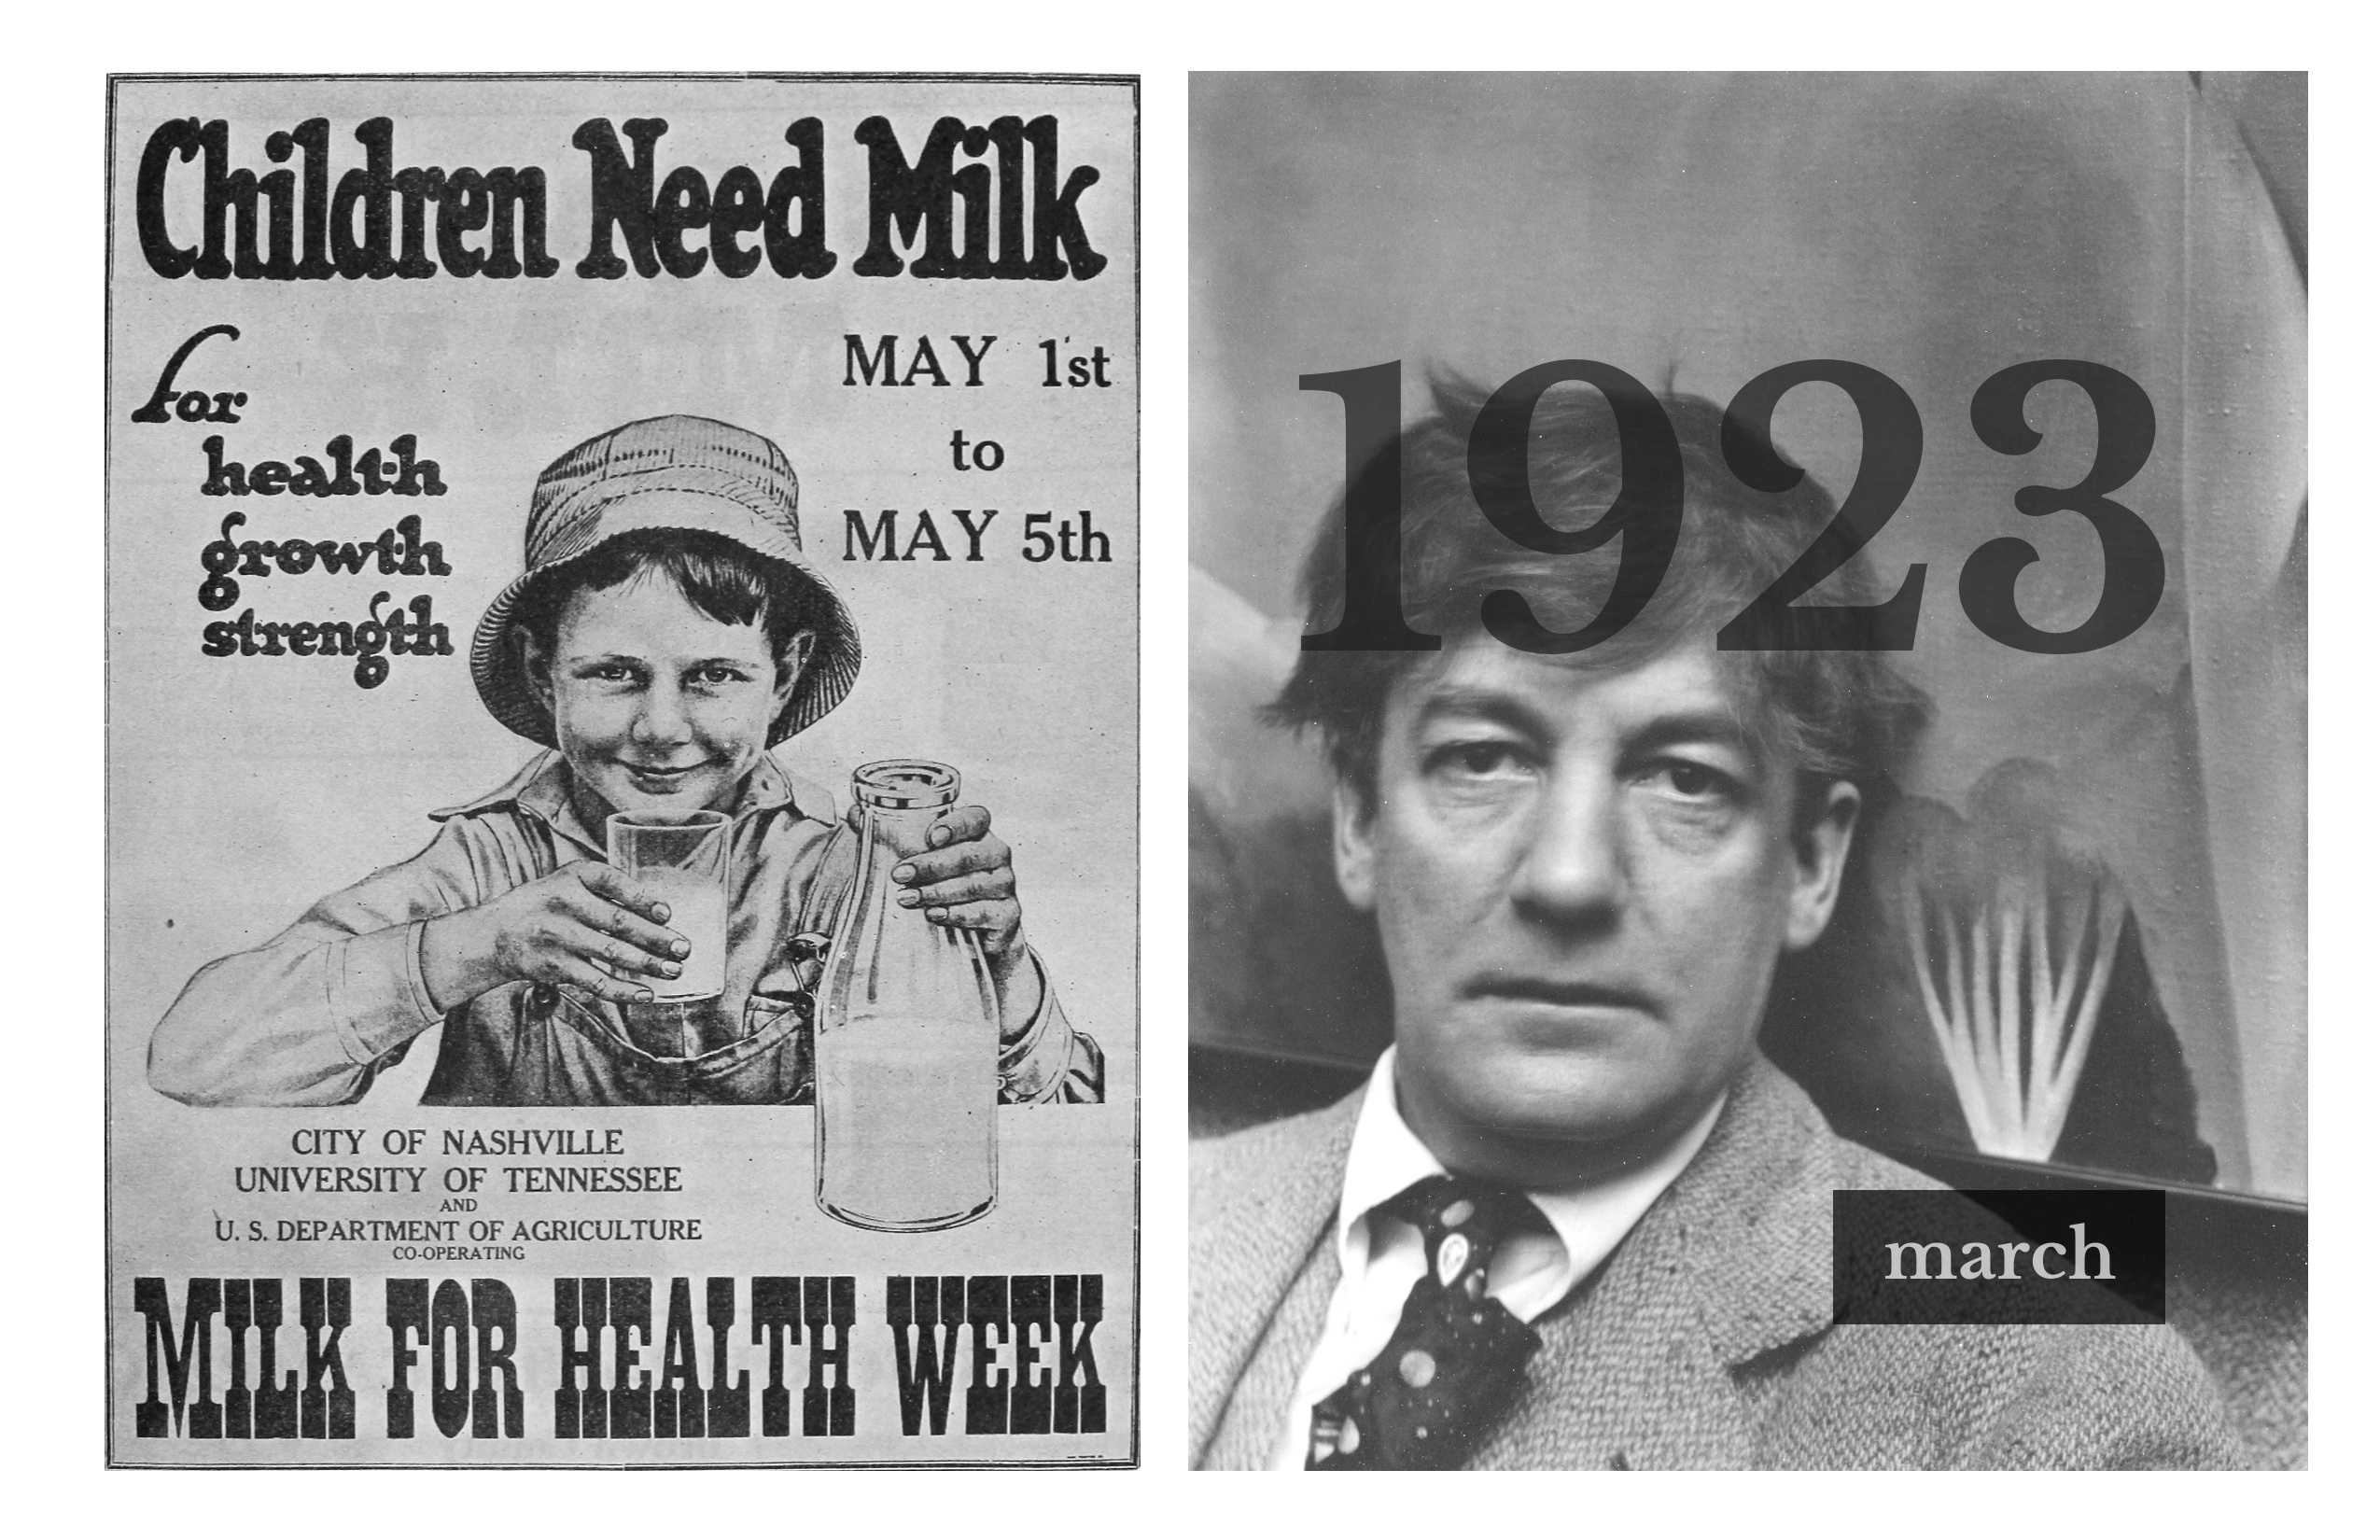 Children Need Milk
for
health
growth
strength
MAY 1st
to
MAY 5th
CITY OF NASHVILLE
UNIVERSITY OF TENNESSEE
AND
U. S. DEPARTMENT OF AGRICULTURE
CO-OPERATING
MILK FOR HEALTH WEEK
1923
march